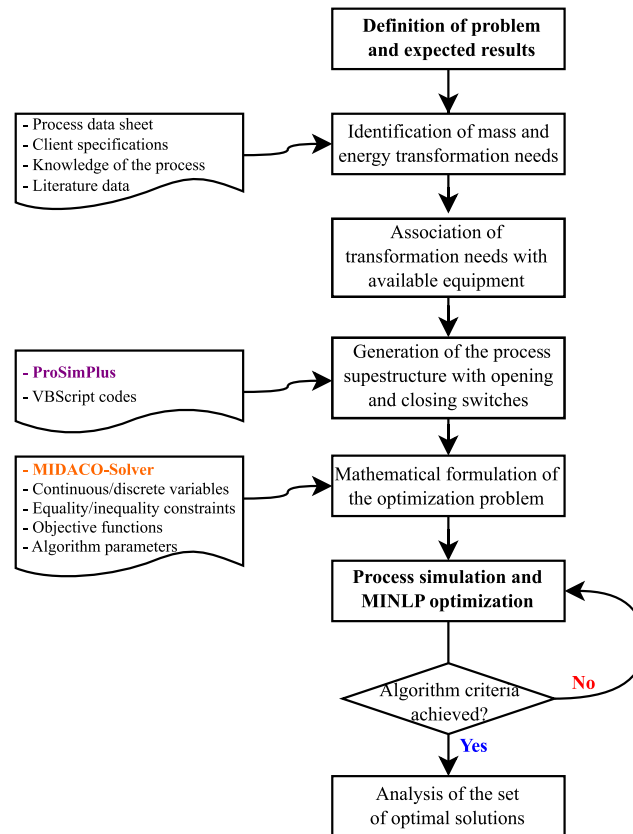 Definition of problem
and expected results
- Process data sheet
- Client specifications
- Knowledge of the process
- Literature data
Identification of mass and
energy transformation needs
Association of
transformation needs with
available equipment
- ProSimPlus
- VBScript codes
Generation of the process
supestructure with opening
and closing switches
- MIDACO-Solver
- Continuous/discrete variables
- Equality/inequality constraints
- Objective functions
- Algorithm parameters
Mathematical formulation of
the optimization problem
Process simulation and
MINLP optimization
Algorithm criteria
achieved?
No
Yes
Analysis of the set
of optimal solutions